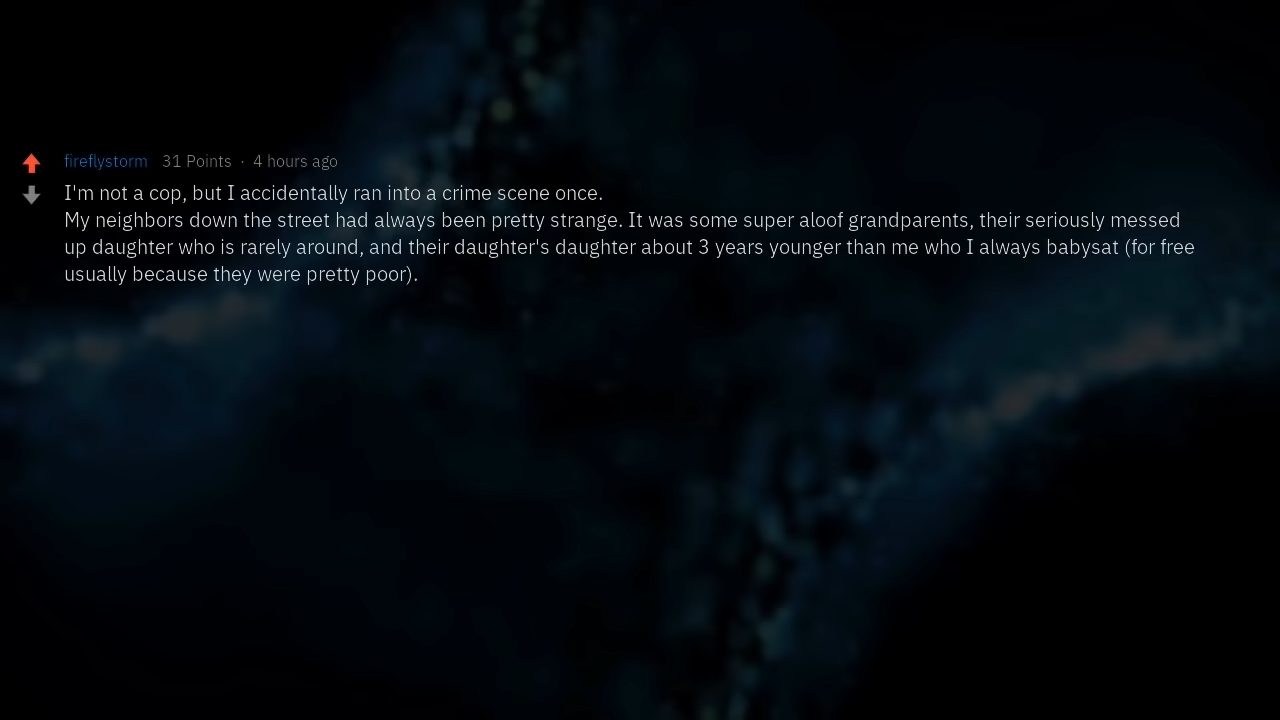 fireflystorm 31 Points · 4 hours ago
I'm not a cop, but I accidentally ran into a crime scene once.
My neighbors down the street had always been pretty strange. It was some super aloof grandparents, their seriously messed
up daughter who is rarely around, and their daughter's daughter about 3 years younger than me who I always babysat (for free
usually because they were pretty poor).